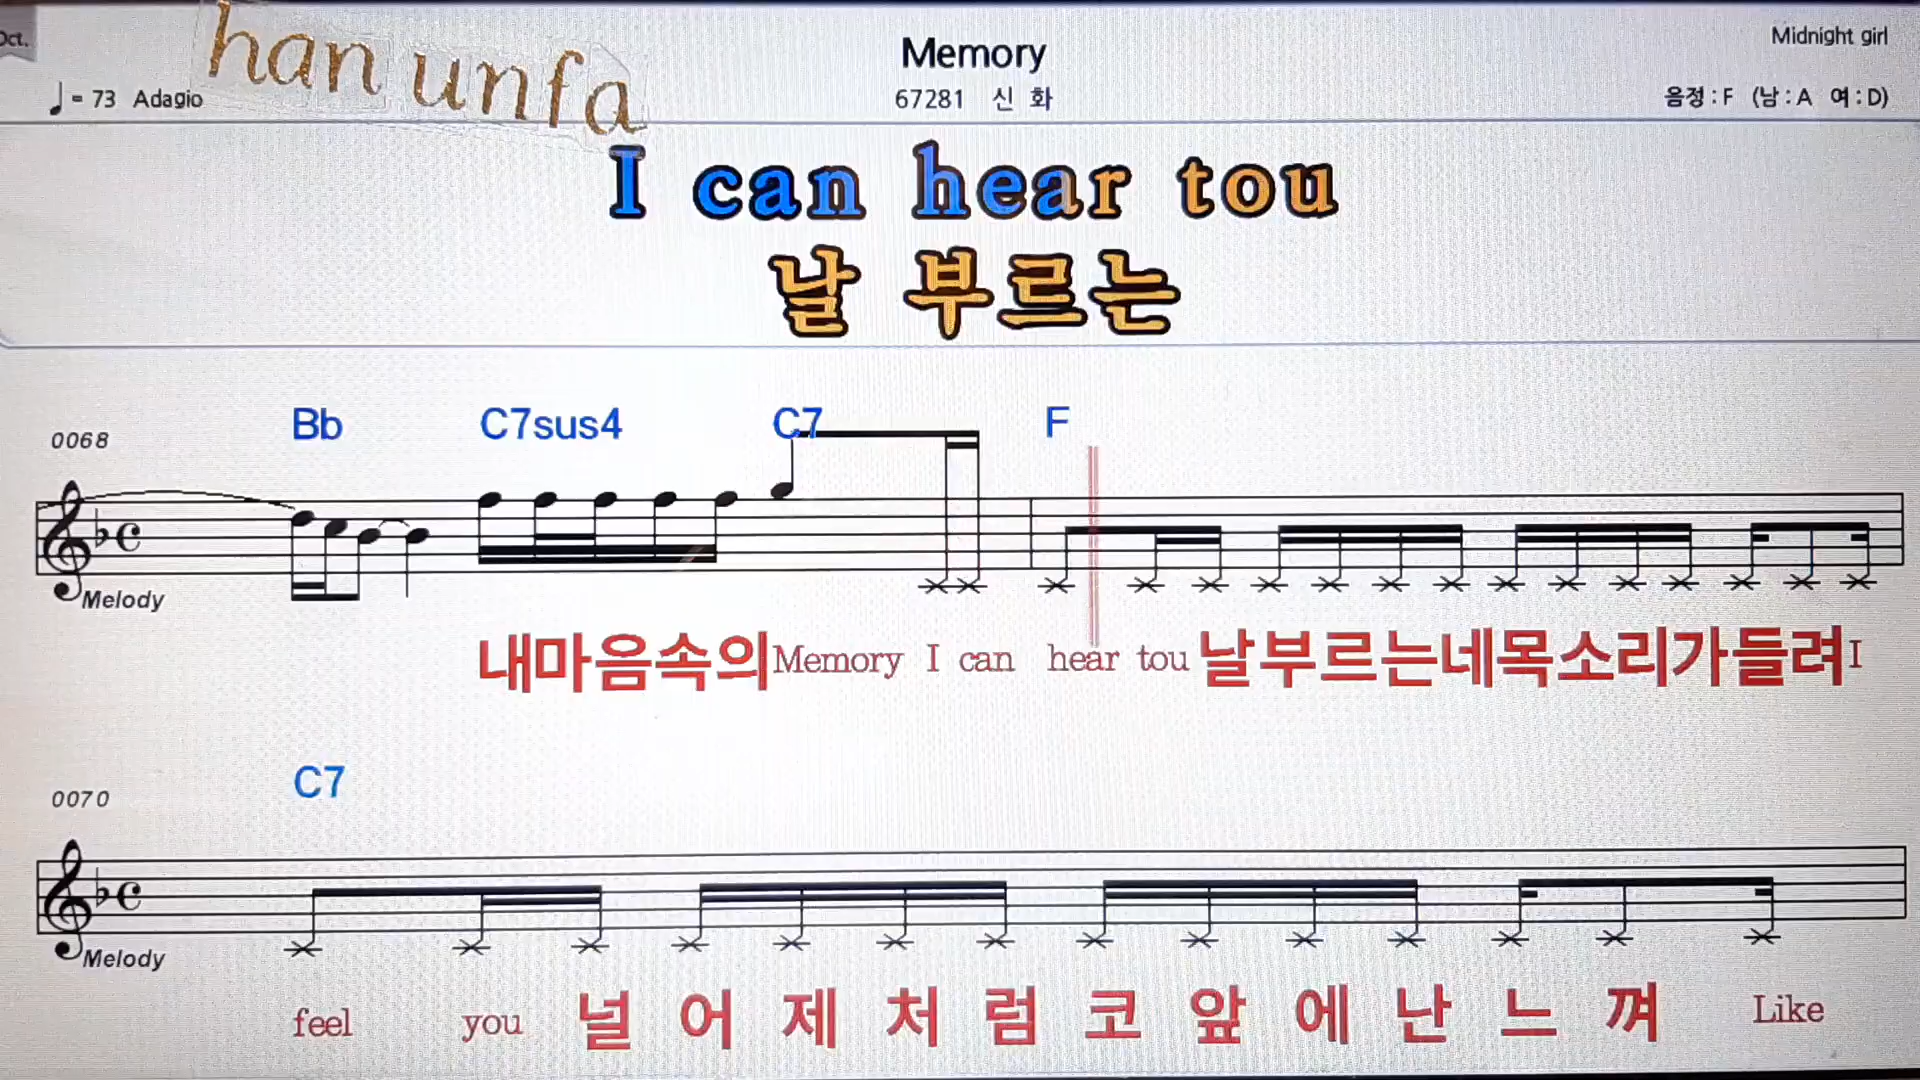 Oct.
han unfa
Memory
Midnight girl
= 73 Adagio
67281 신 화
음정 : F (남 : A 여 : D)
I can hear tou
날 부르는
Bb C7sus4 C7 F
0068
Melody
내마음속의 Memory I can hear tou 날부르는네목소리가들려 I
C7
0070
Melody
feel you 널 어 제 처 럼 코 앞 에 난 느 껴 Like